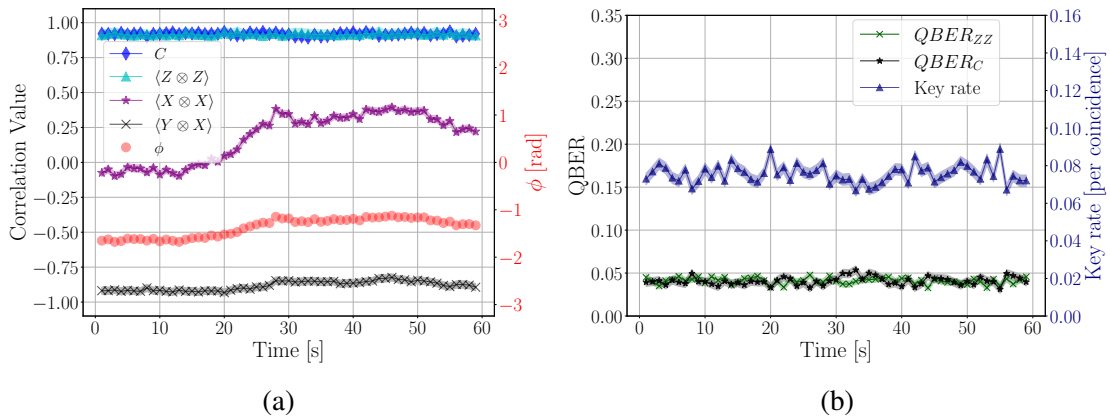 1.00
0.75
0.50
0.25
0.00
−0.25
−0.50
−0.75
−1.00
Correlation Value
C
⟨Z ⊗ Z⟩
⟨X ⊗ X⟩
⟨Y ⊗ X⟩
ϕ
3
2
1
0
−1
−2
−3
ϕ [rad]
0 10 20 30 40 50 60
Time [s]
(a)
0.35
0.30
0.25
0.20
0.15
0.10
0.05
0.00
QBER
QBER_ZZ
QBER_C
Key rate
0.16
0.14
0.12
0.10
0.08
0.06
0.04
0.02
0.00
Key rate [per coincidence]
0 10 20 30 40 50 60
Time [s]
(b)